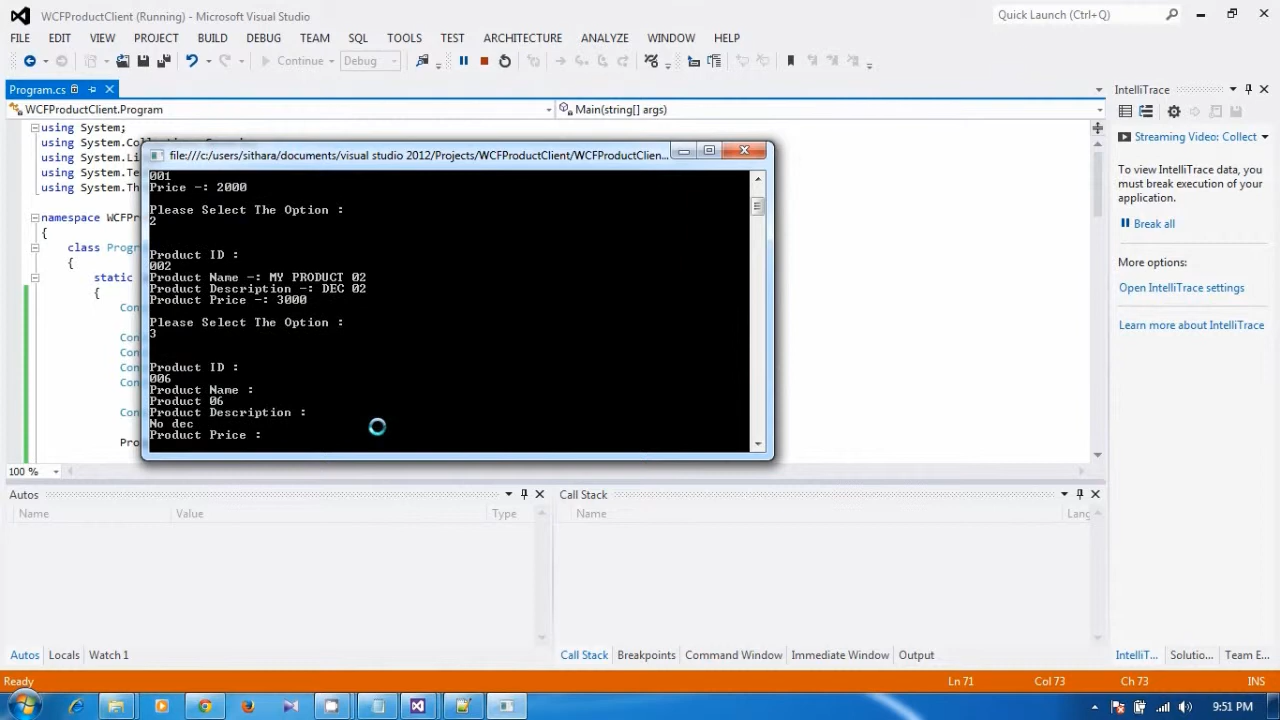 WCFProductClient (Running) - Microsoft Visual Studio
Quick Launch (Ctrl+Q)
FILE EDIT VIEW PROJECT BUILD DEBUG TEAM SQL TOOLS TEST ARCHITECTURE ANALYZE WINDOW HELP
Continue Debug
Program.cs
IntelliTrace
WCFProductClient.Program
Main(string[] args)
using System;
using System.
using System.Li
using System.Te
using System.Th
namespace WCFPr
{
class Progr
{
static
{
Con
Con
Con
Con
Con
Con
Pro
file:///c:/users/sithara/documents/visual studio 2012/Projects/WCFProductClient/WCFProductClien...
001
Price -: 2000
Please Select The Option :
2
Product ID :
002
Product Name -: MY PRODUCT 02
Product Description -: DEC 02
Product Price -: 3000
Please Select The Option :
3
Product ID :
006
Product Name :
Product 06
Product Description :
No dec
Product Price :
Streaming Video: Collect
To view IntelliTrace data, you
must break execution of your
application.
Break all
More options:
Open IntelliTrace settings
Learn more about IntelliTrace
100 %
Autos
Name Value Type
Call Stack
Name Lang
Autos Locals Watch 1
Call Stack Breakpoints Command Window Immediate Window Output
IntelliT... Solutio... Team E...
Ready
Ln 71 Col 73 Ch 73 INS
9:51 PM